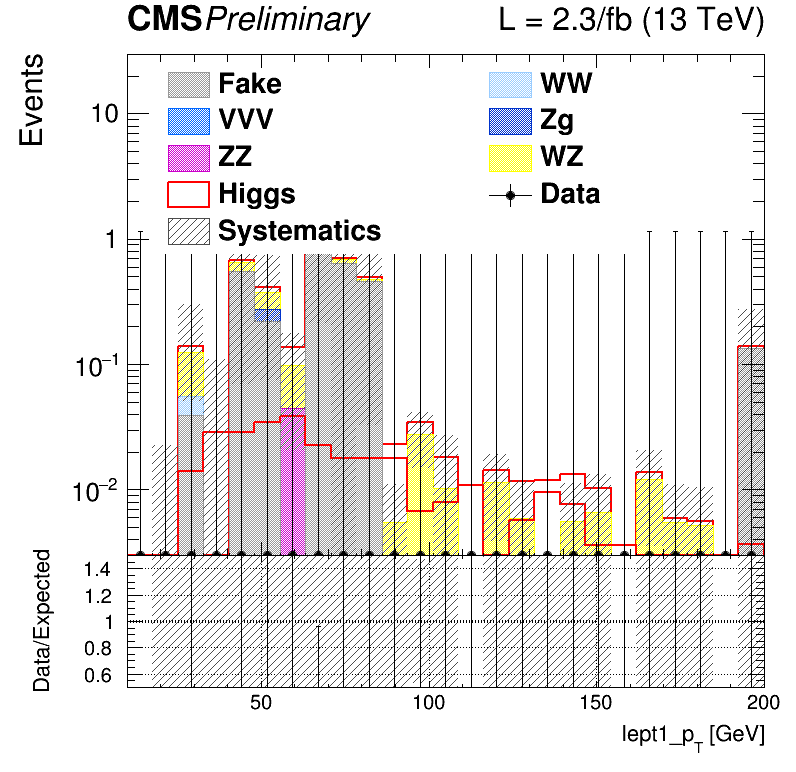 CMS Preliminary L = 2.3/fb (13 TeV)
Events
Fake WW
VVV Zg
ZZ WZ
Higgs Data
Systematics
10
1
10−1
10−2
Data/Expected
1.4
1.2
1
0.8
0.6
50 100 150 200
lept1_pT [GeV]